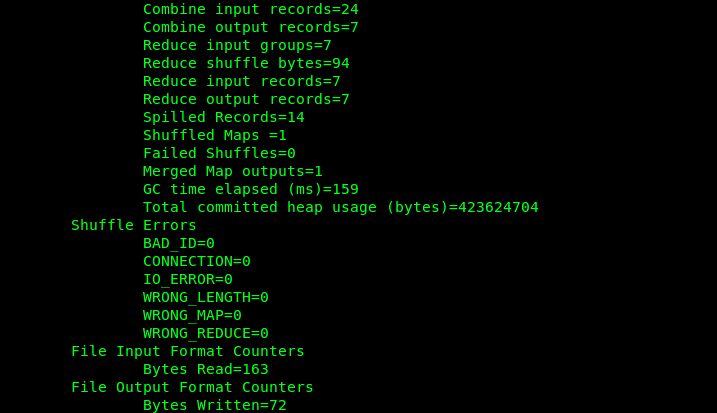 Combine input records=24
Combine output records=7
Reduce input groups=7
Reduce shuffle bytes=94
Reduce input records=7
Reduce output records=7
Spilled Records=14
Shuffled Maps =1
Failed Shuffles=0
Merged Map outputs=1
GC time elapsed (ms)=159
Total committed heap usage (bytes)=423624704
Shuffle Errors
BAD_ID=0
CONNECTION=0
IO_ERROR=0
WRONG_LENGTH=0
WRONG_MAP=0
WRONG_REDUCE=0
File Input Format Counters
Bytes Read=163
File Output Format Counters
Bytes Written=72